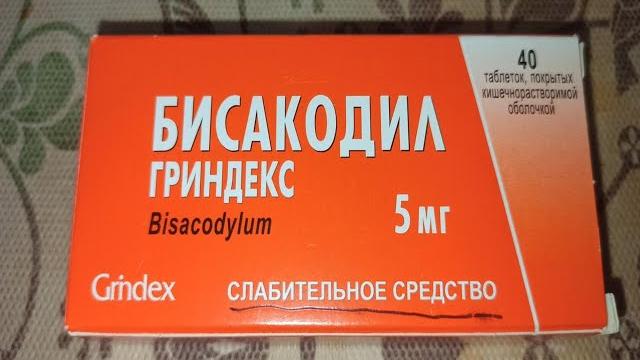 БИСАКОДИЛ
ГРИНДЕКС
Bisacodylum
5 мг
40
таблеток, покрытых
кишечнорастворимой
оболочкой
Grindex
СЛАБИТЕЛЬНОЕ СРЕДСТВО